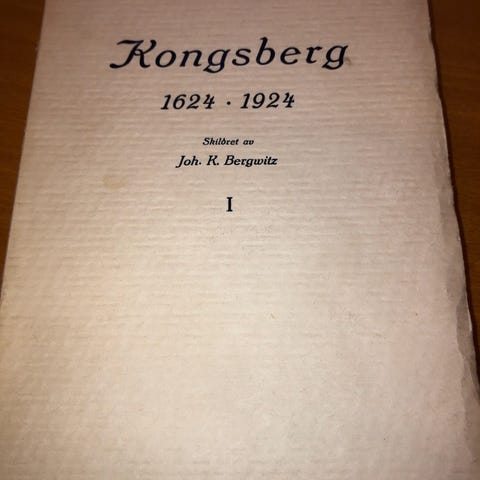 Kongsberg
1624 · 1924
Skildret av
Joh. K. Bergwitz
I